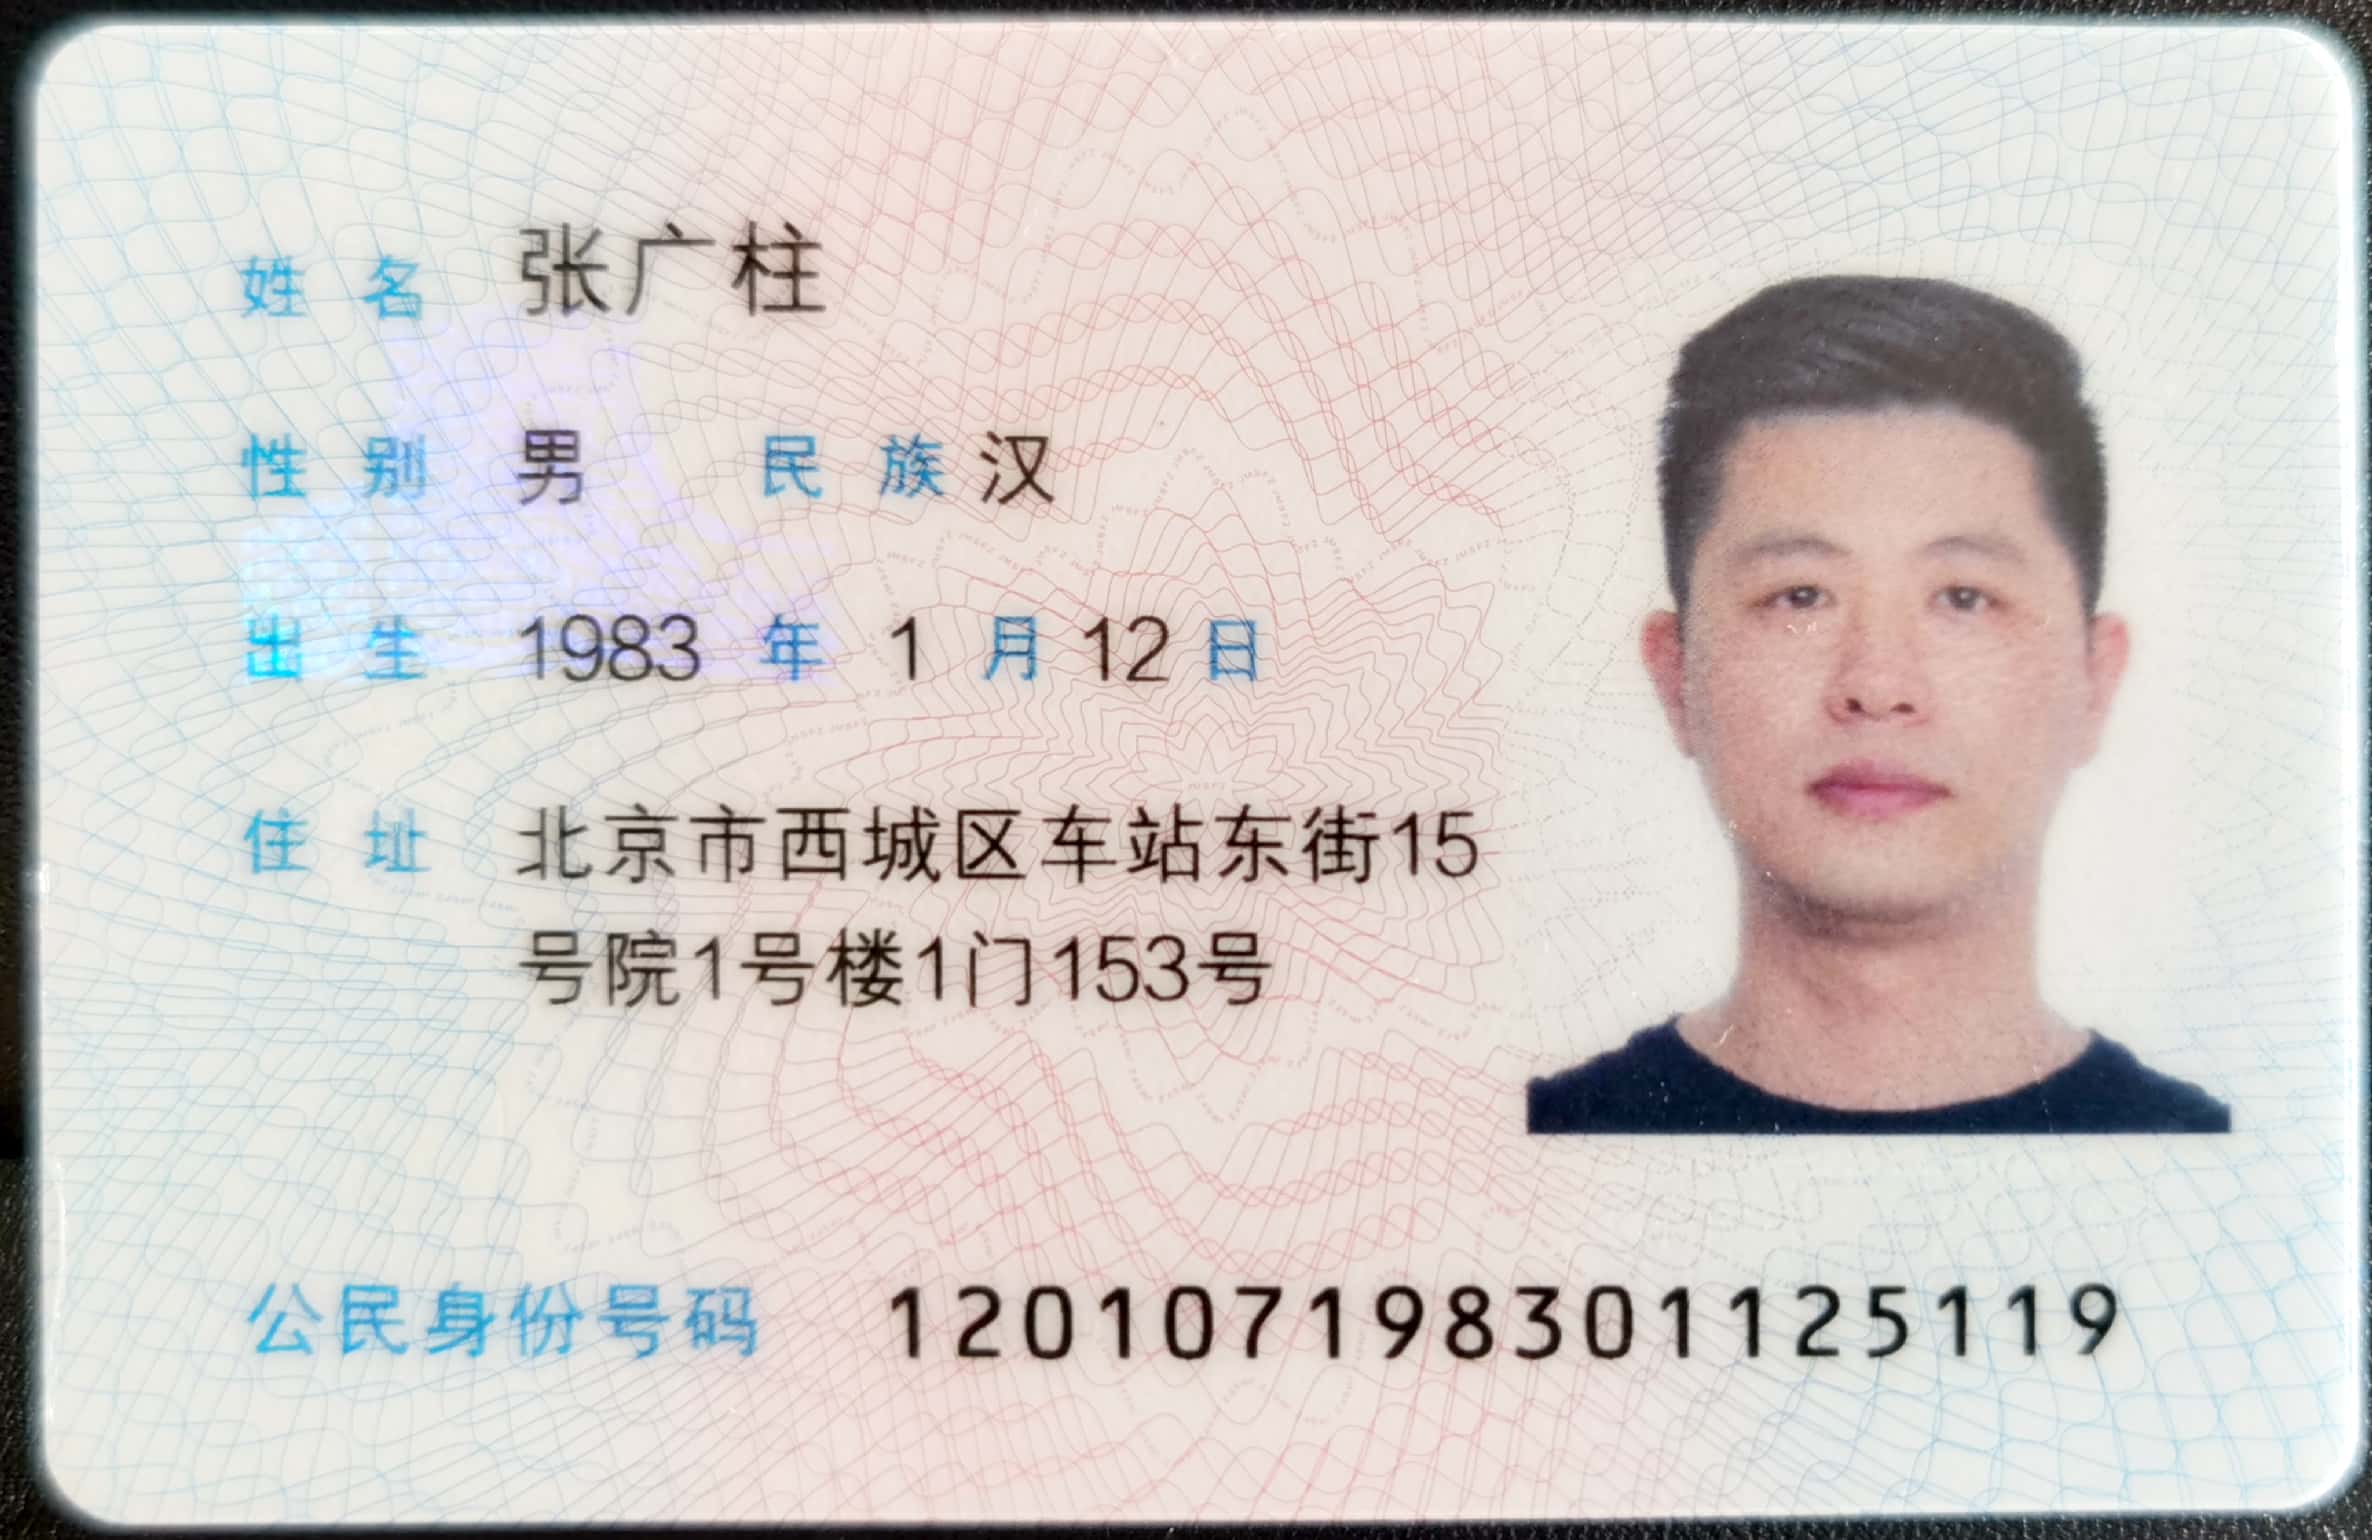 姓名 张广柱
性别 男 民族 汉
出生 1983 年 1 月 12 日
住址 北京市西城区车站东街15
号院1号楼1门153号
公民身份号码 120107198301125119